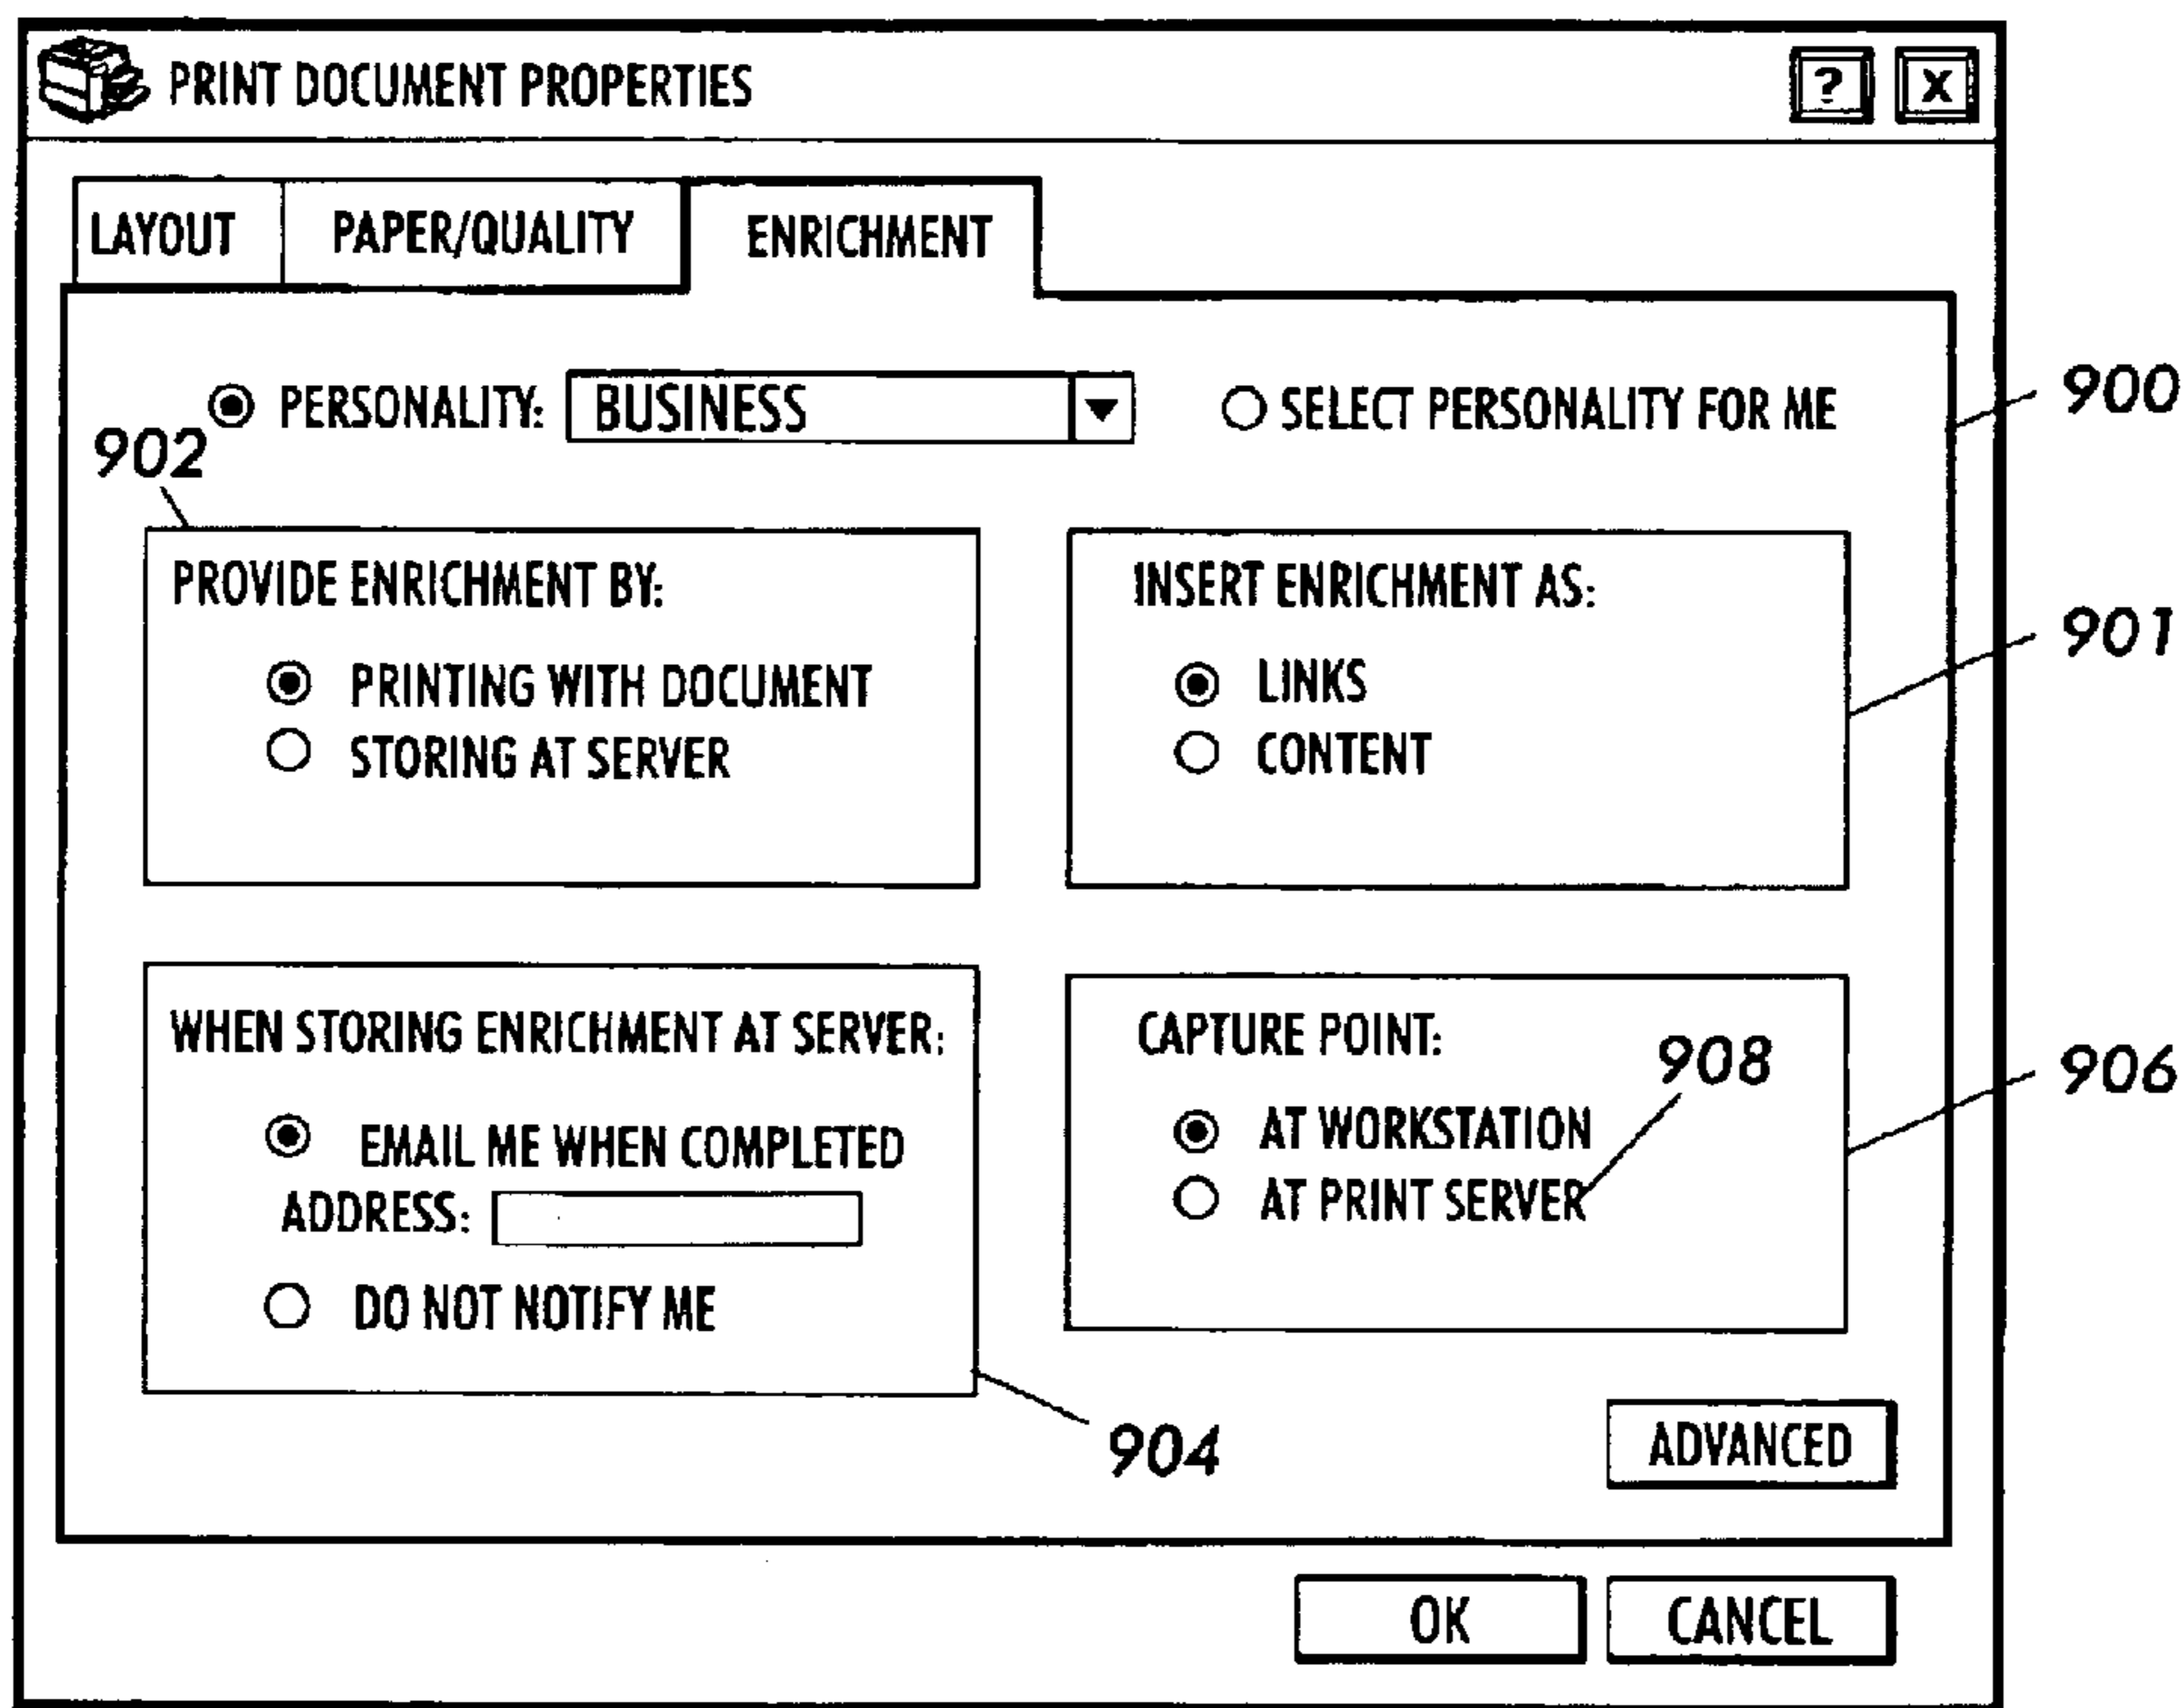 PRINT DOCUMENT PROPERTIES ? X
LAYOUT PAPER/QUALITY ENRICHMENT
PERSONALITY: BUSINESS SELECT PERSONALITY FOR ME 900
902
PROVIDE ENRICHMENT BY:
PRINTING WITH DOCUMENT
STORING AT SERVER
INSERT ENRICHMENT AS:
LINKS
CONTENT
901
WHEN STORING ENRICHMENT AT SERVER:
EMAIL ME WHEN COMPLETED
ADDRESS:
DO NOT NOTIFY ME
904
CAPTURE POINT:
908
AT WORKSTATION
AT PRINT SERVER
906
ADVANCED
OK CANCEL